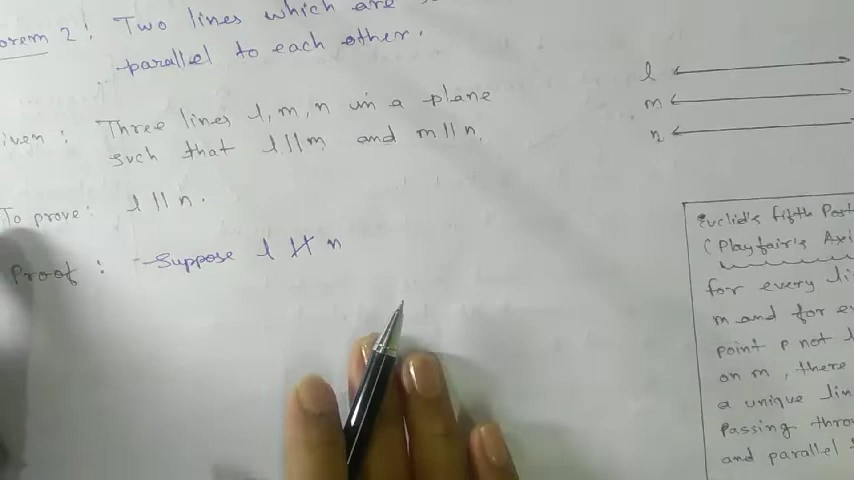 orem 2: Two lines which are
parallel to each other.
iven: Three lines l, m, n in a plane
such that l || m and m || n.
To prove: l || n.
Proof: Suppose l ∦ n
l
m
n
Euclid's fifth Post
(Playfair's Axi
for every li
m and for ev
point p not l
on m, there
a unique lin
passing thro
and parallel